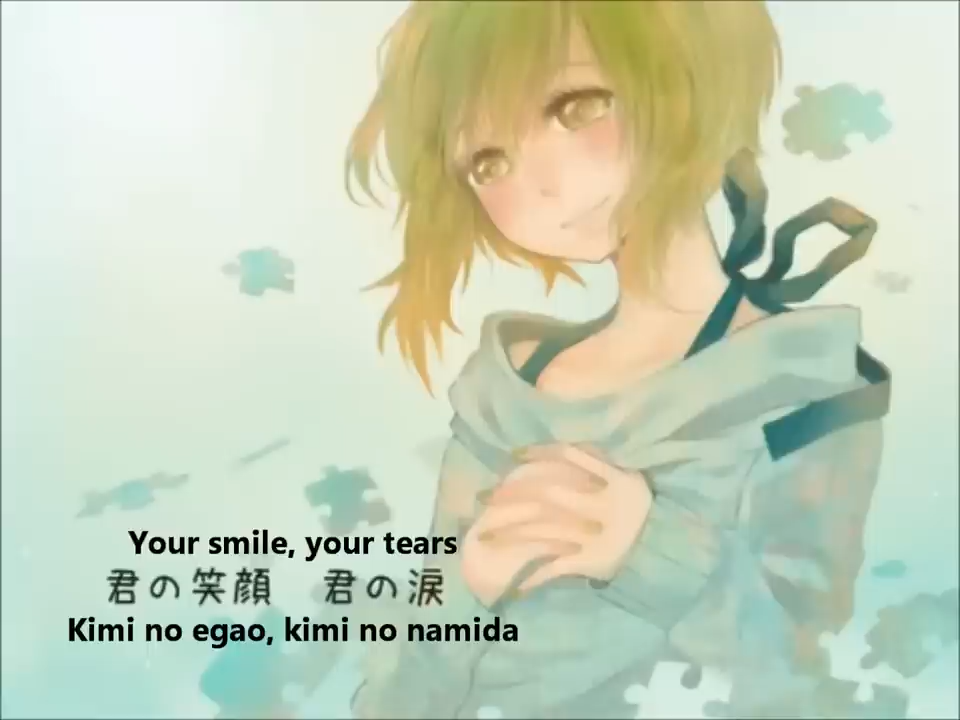 Your smile, your tears
君の笑顔　君の涙
Kimi no egao, kimi no namida